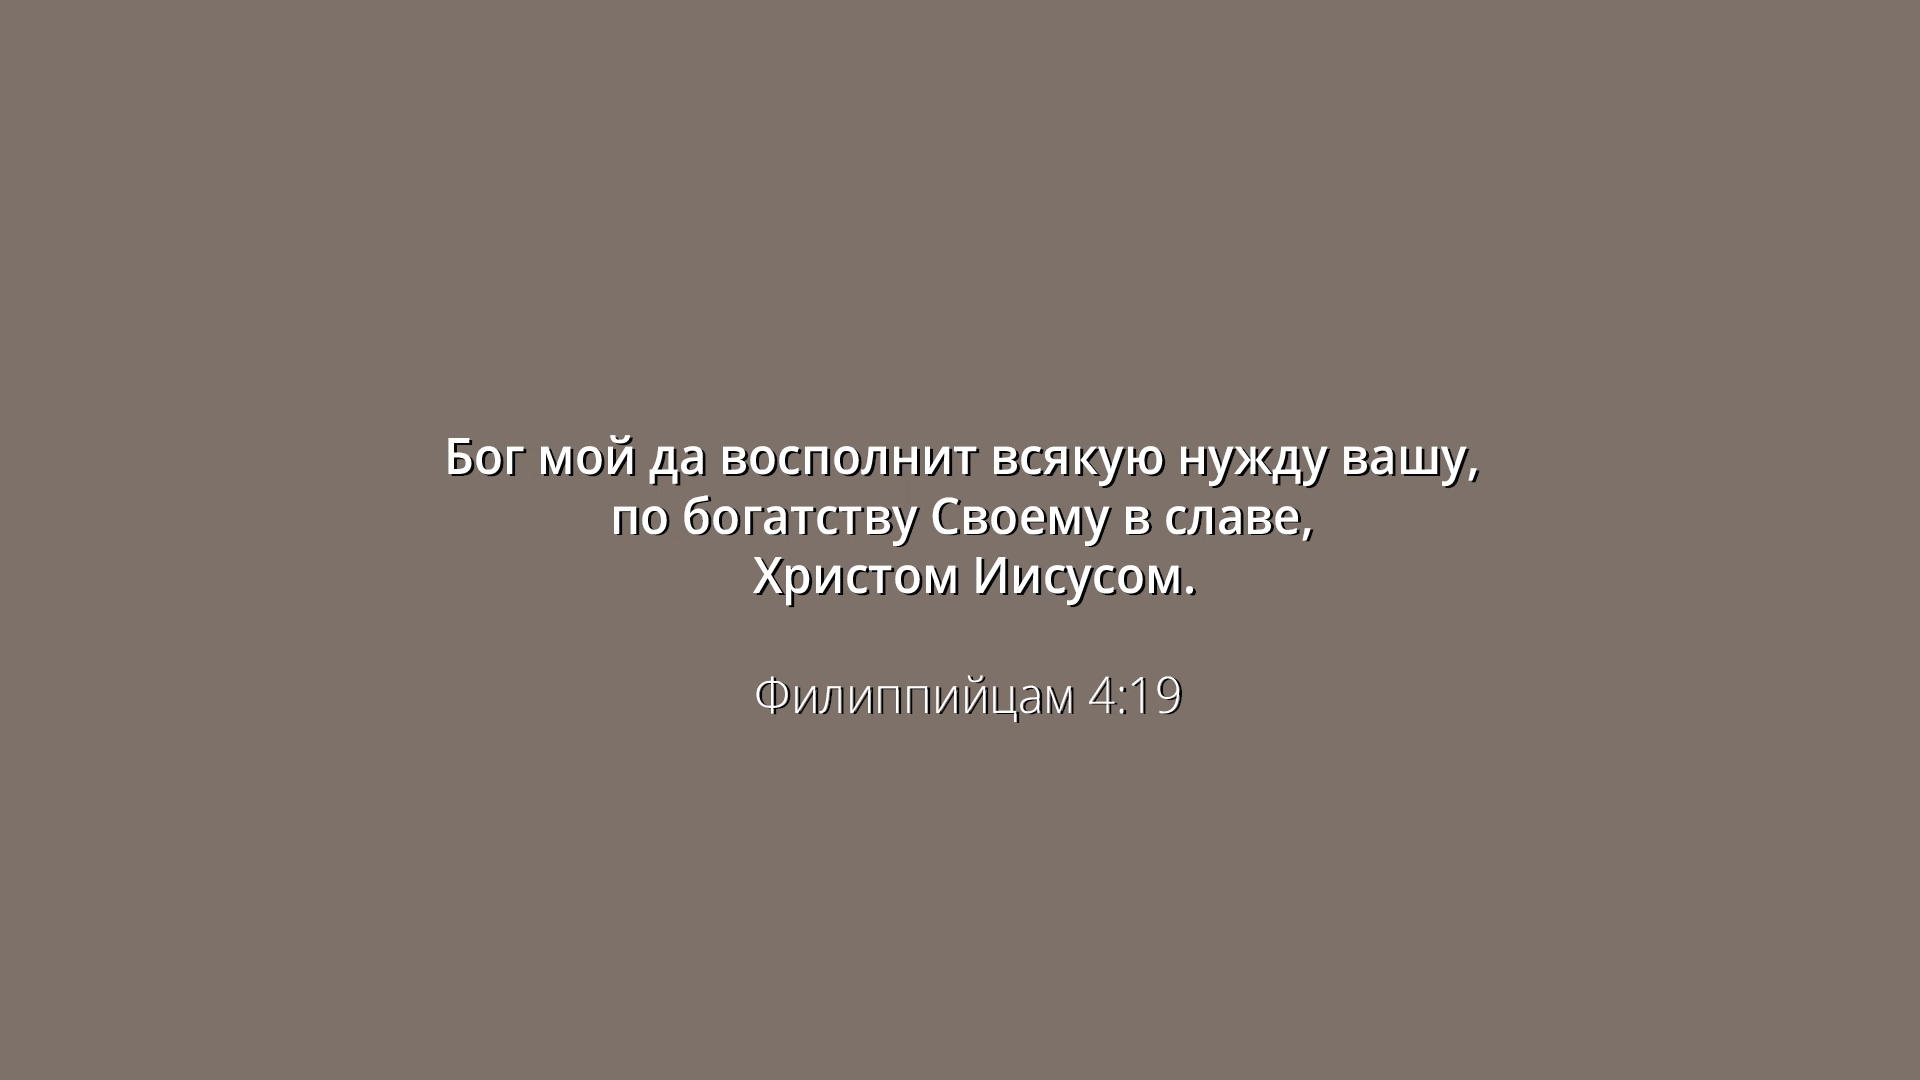 Бог мой да восполнит всякую нужду вашу,
по богатству Своему в славе,
Христом Иисусом.
Филиппийцам 4:19